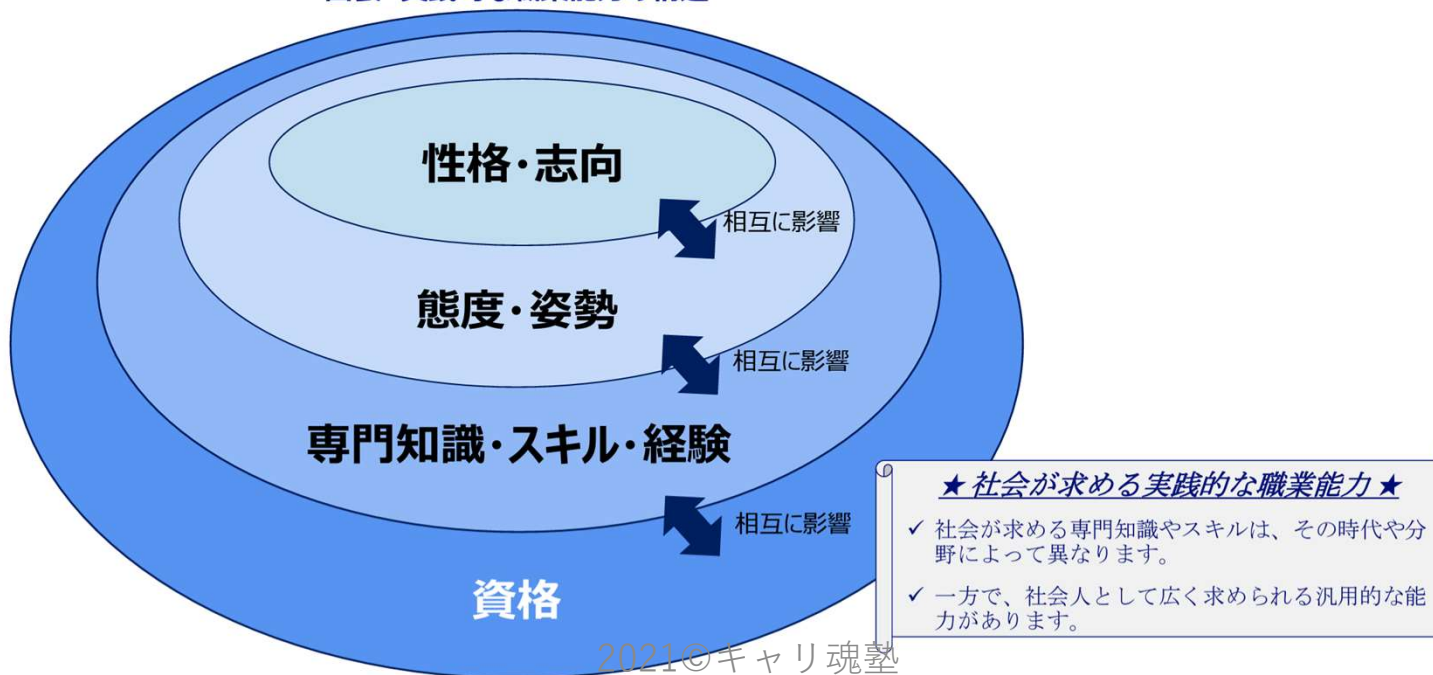 性格・志向
相互に影響
態度・姿勢
相互に影響
専門知識・スキル・経験
相互に影響
資格
★ 社会が求める実践的な職業能力 ★
✓ 社会が求める専門知識やスキルは、その時代や分
野によって異なります。
✓ 一方で、社会人として広く求められる汎用的な能
力があります。
2021©キャリ魂塾